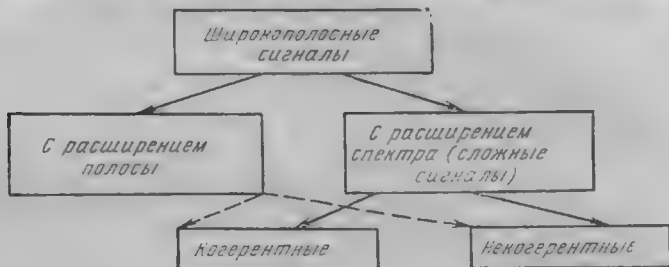 Широкополосные
сигналы
С расширением
полосы
С расширением
спектра (сложные
сигналы)
Когерентные
Некогерентные